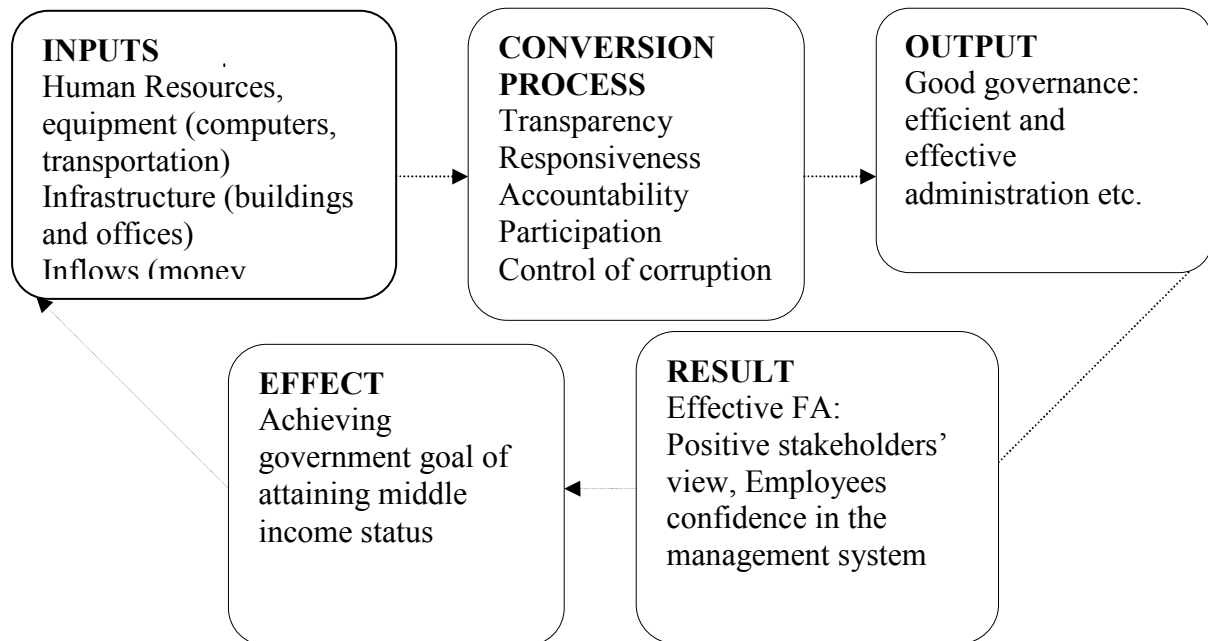 INPUTS
Human Resources,
equipment (computers,
transportation)
Infrastructure (buildings
and offices)
Inflows (money
CONVERSION
PROCESS
Transparency
Responsiveness
Accountability
Participation
Control of corruption
OUTPUT
Good governance:
efficient and
effective
administration etc.
RESULT
Effective FA:
Positive stakeholders’
view, Employees
confidence in the
management system
EFFECT
Achieving
government goal of
attaining middle
income status